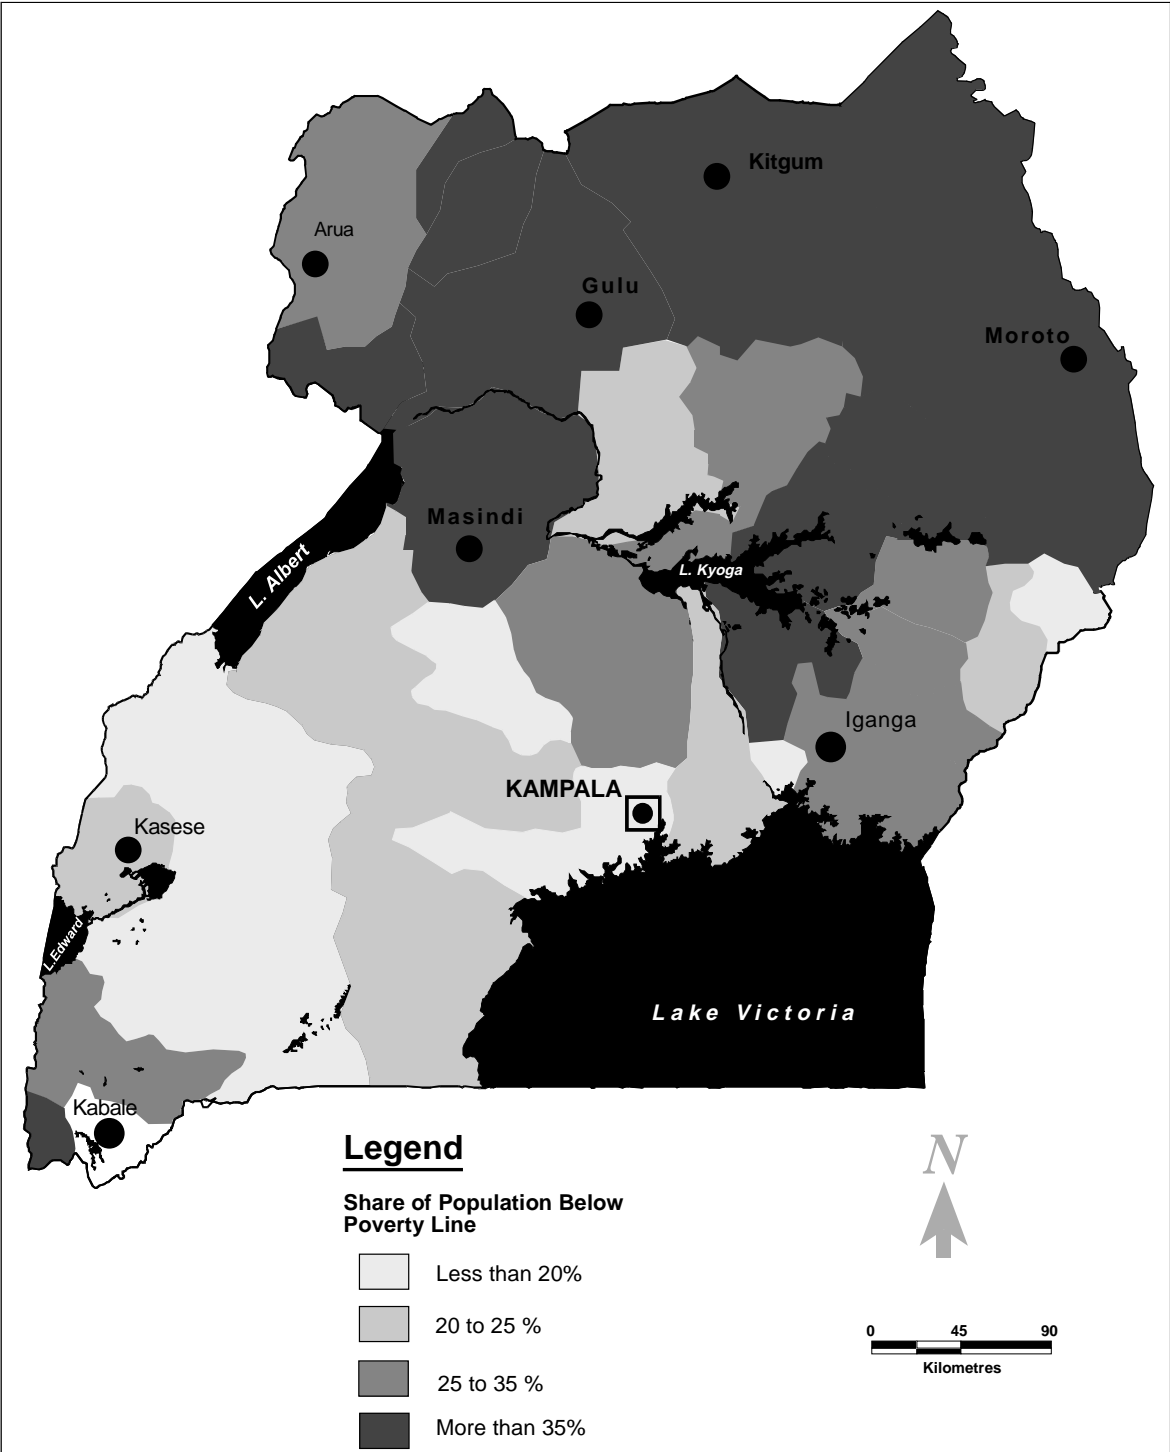 Kitgum
Arua
Gulu
Moroto
Masindi
L. Albert
L. Kyoga
Iganga
KAMPALA
Kasese
L.Edward
Lake Victoria
Kabale
Legend
N
Share of Population Below
Poverty Line
Less than 20%
20 to 25 %
0 45 90
Kilometres
25 to 35 %
More than 35%